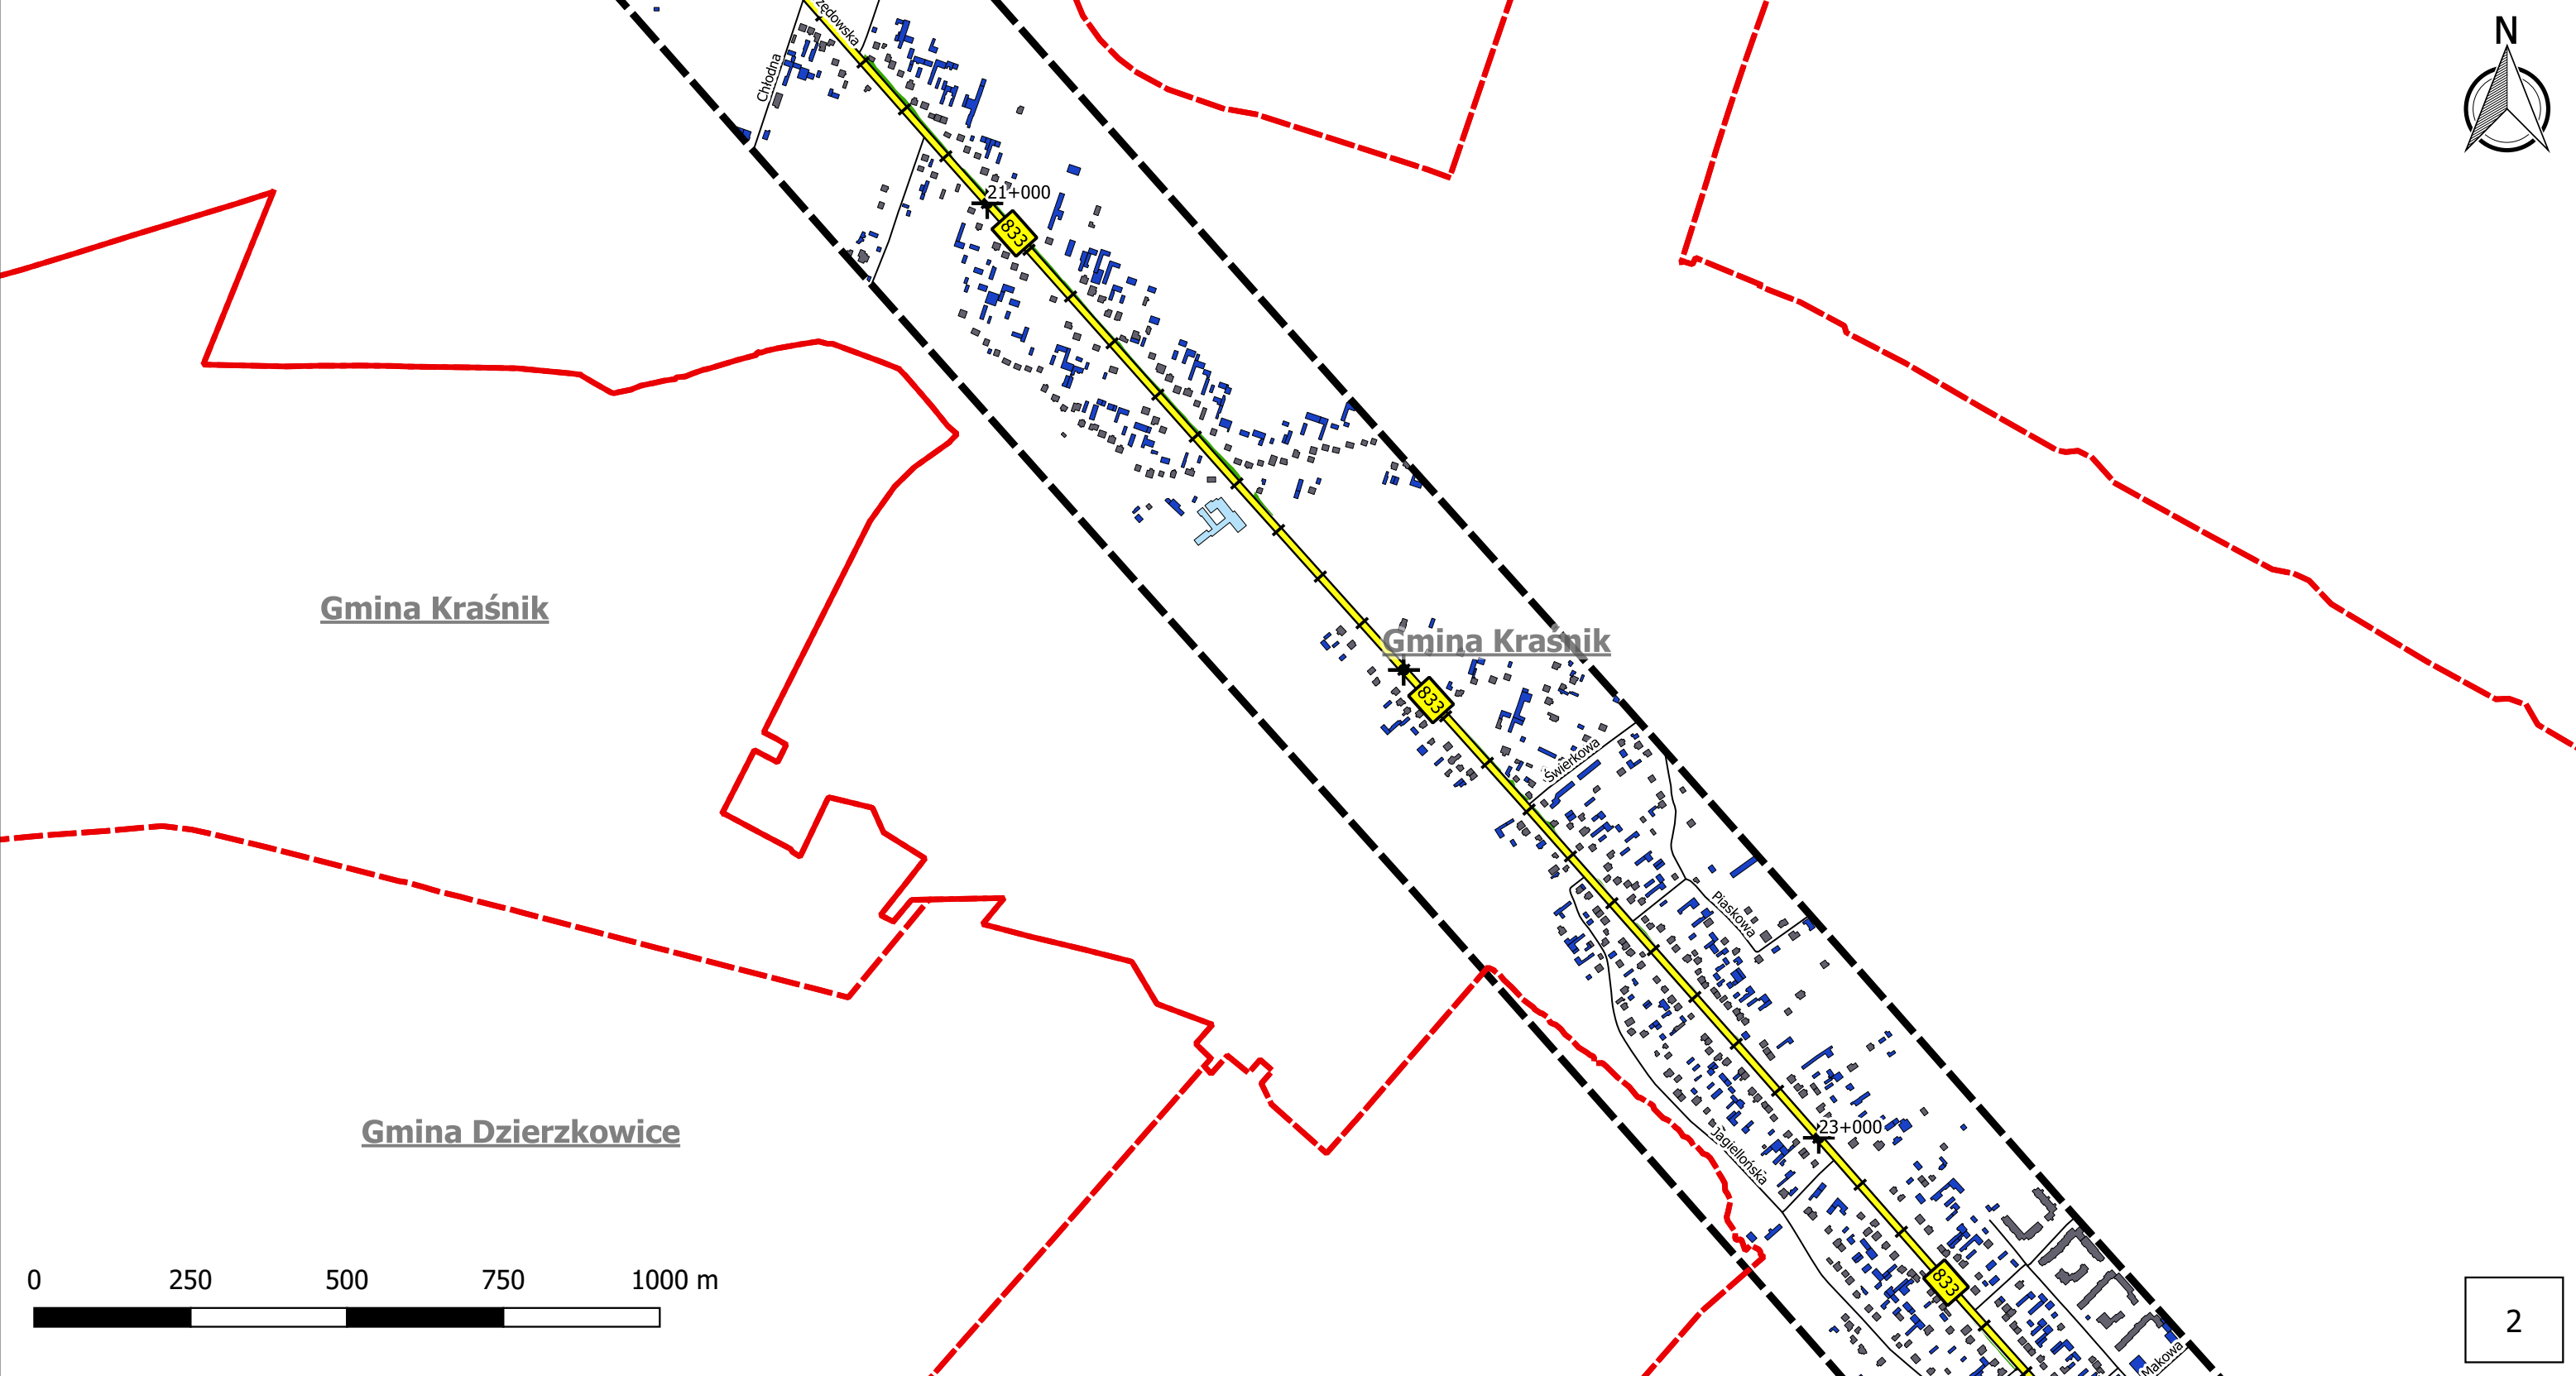 zędowska
N
Chłodna
21+000
833
Gmina Kraśnik
Gmina Kraśnik
833
Świerkowa
Piaskowa
23+000
Gmina Dzierzkowice
Jagiellońska
0 250 500 750 1000 m
833
2
Makowa